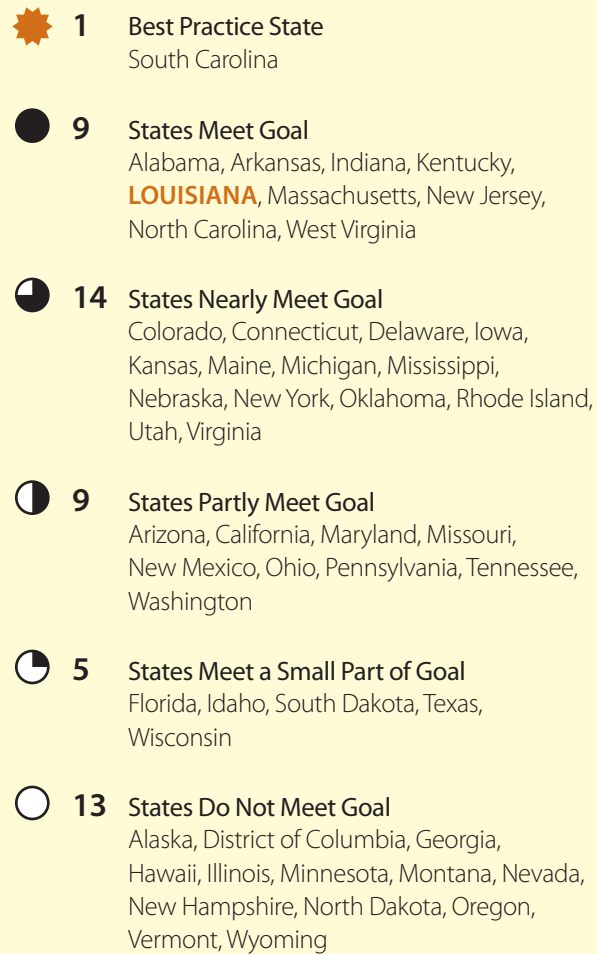 1 Best Practice State
South Carolina
9 States Meet Goal
Alabama, Arkansas, Indiana, Kentucky,
LOUISIANA, Massachusetts, New Jersey,
North Carolina, West Virginia
14 States Nearly Meet Goal
Colorado, Connecticut, Delaware, Iowa,
Kansas, Maine, Michigan, Mississippi,
Nebraska, New York, Oklahoma, Rhode Island,
Utah, Virginia
9 States Partly Meet Goal
Arizona, California, Maryland, Missouri,
New Mexico, Ohio, Pennsylvania, Tennessee,
Washington
5 States Meet a Small Part of Goal
Florida, Idaho, South Dakota, Texas,
Wisconsin
13 States Do Not Meet Goal
Alaska, District of Columbia, Georgia,
Hawaii, Illinois, Minnesota, Montana, Nevada,
New Hampshire, North Dakota, Oregon,
Vermont, Wyoming